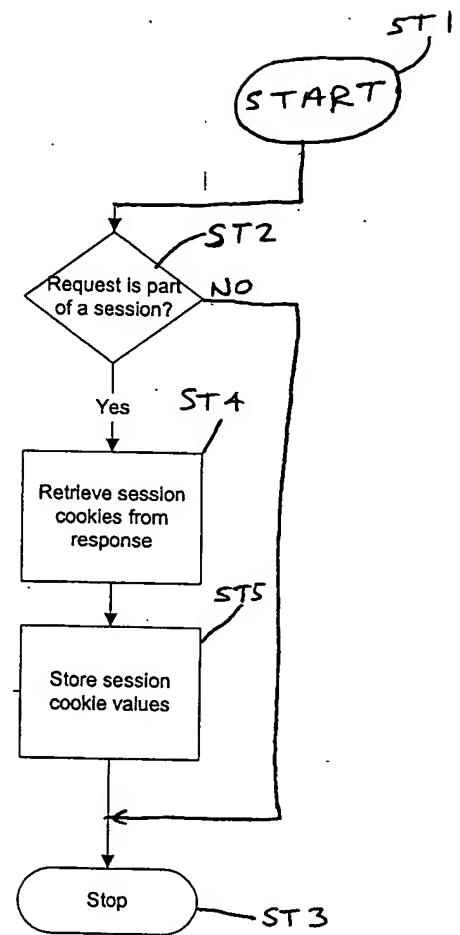 ST1
START
ST2
Request is part
of a session?
NO
Yes
ST4
Retrieve session
cookies from
response
ST5
Store session
cookie values
Stop
ST3